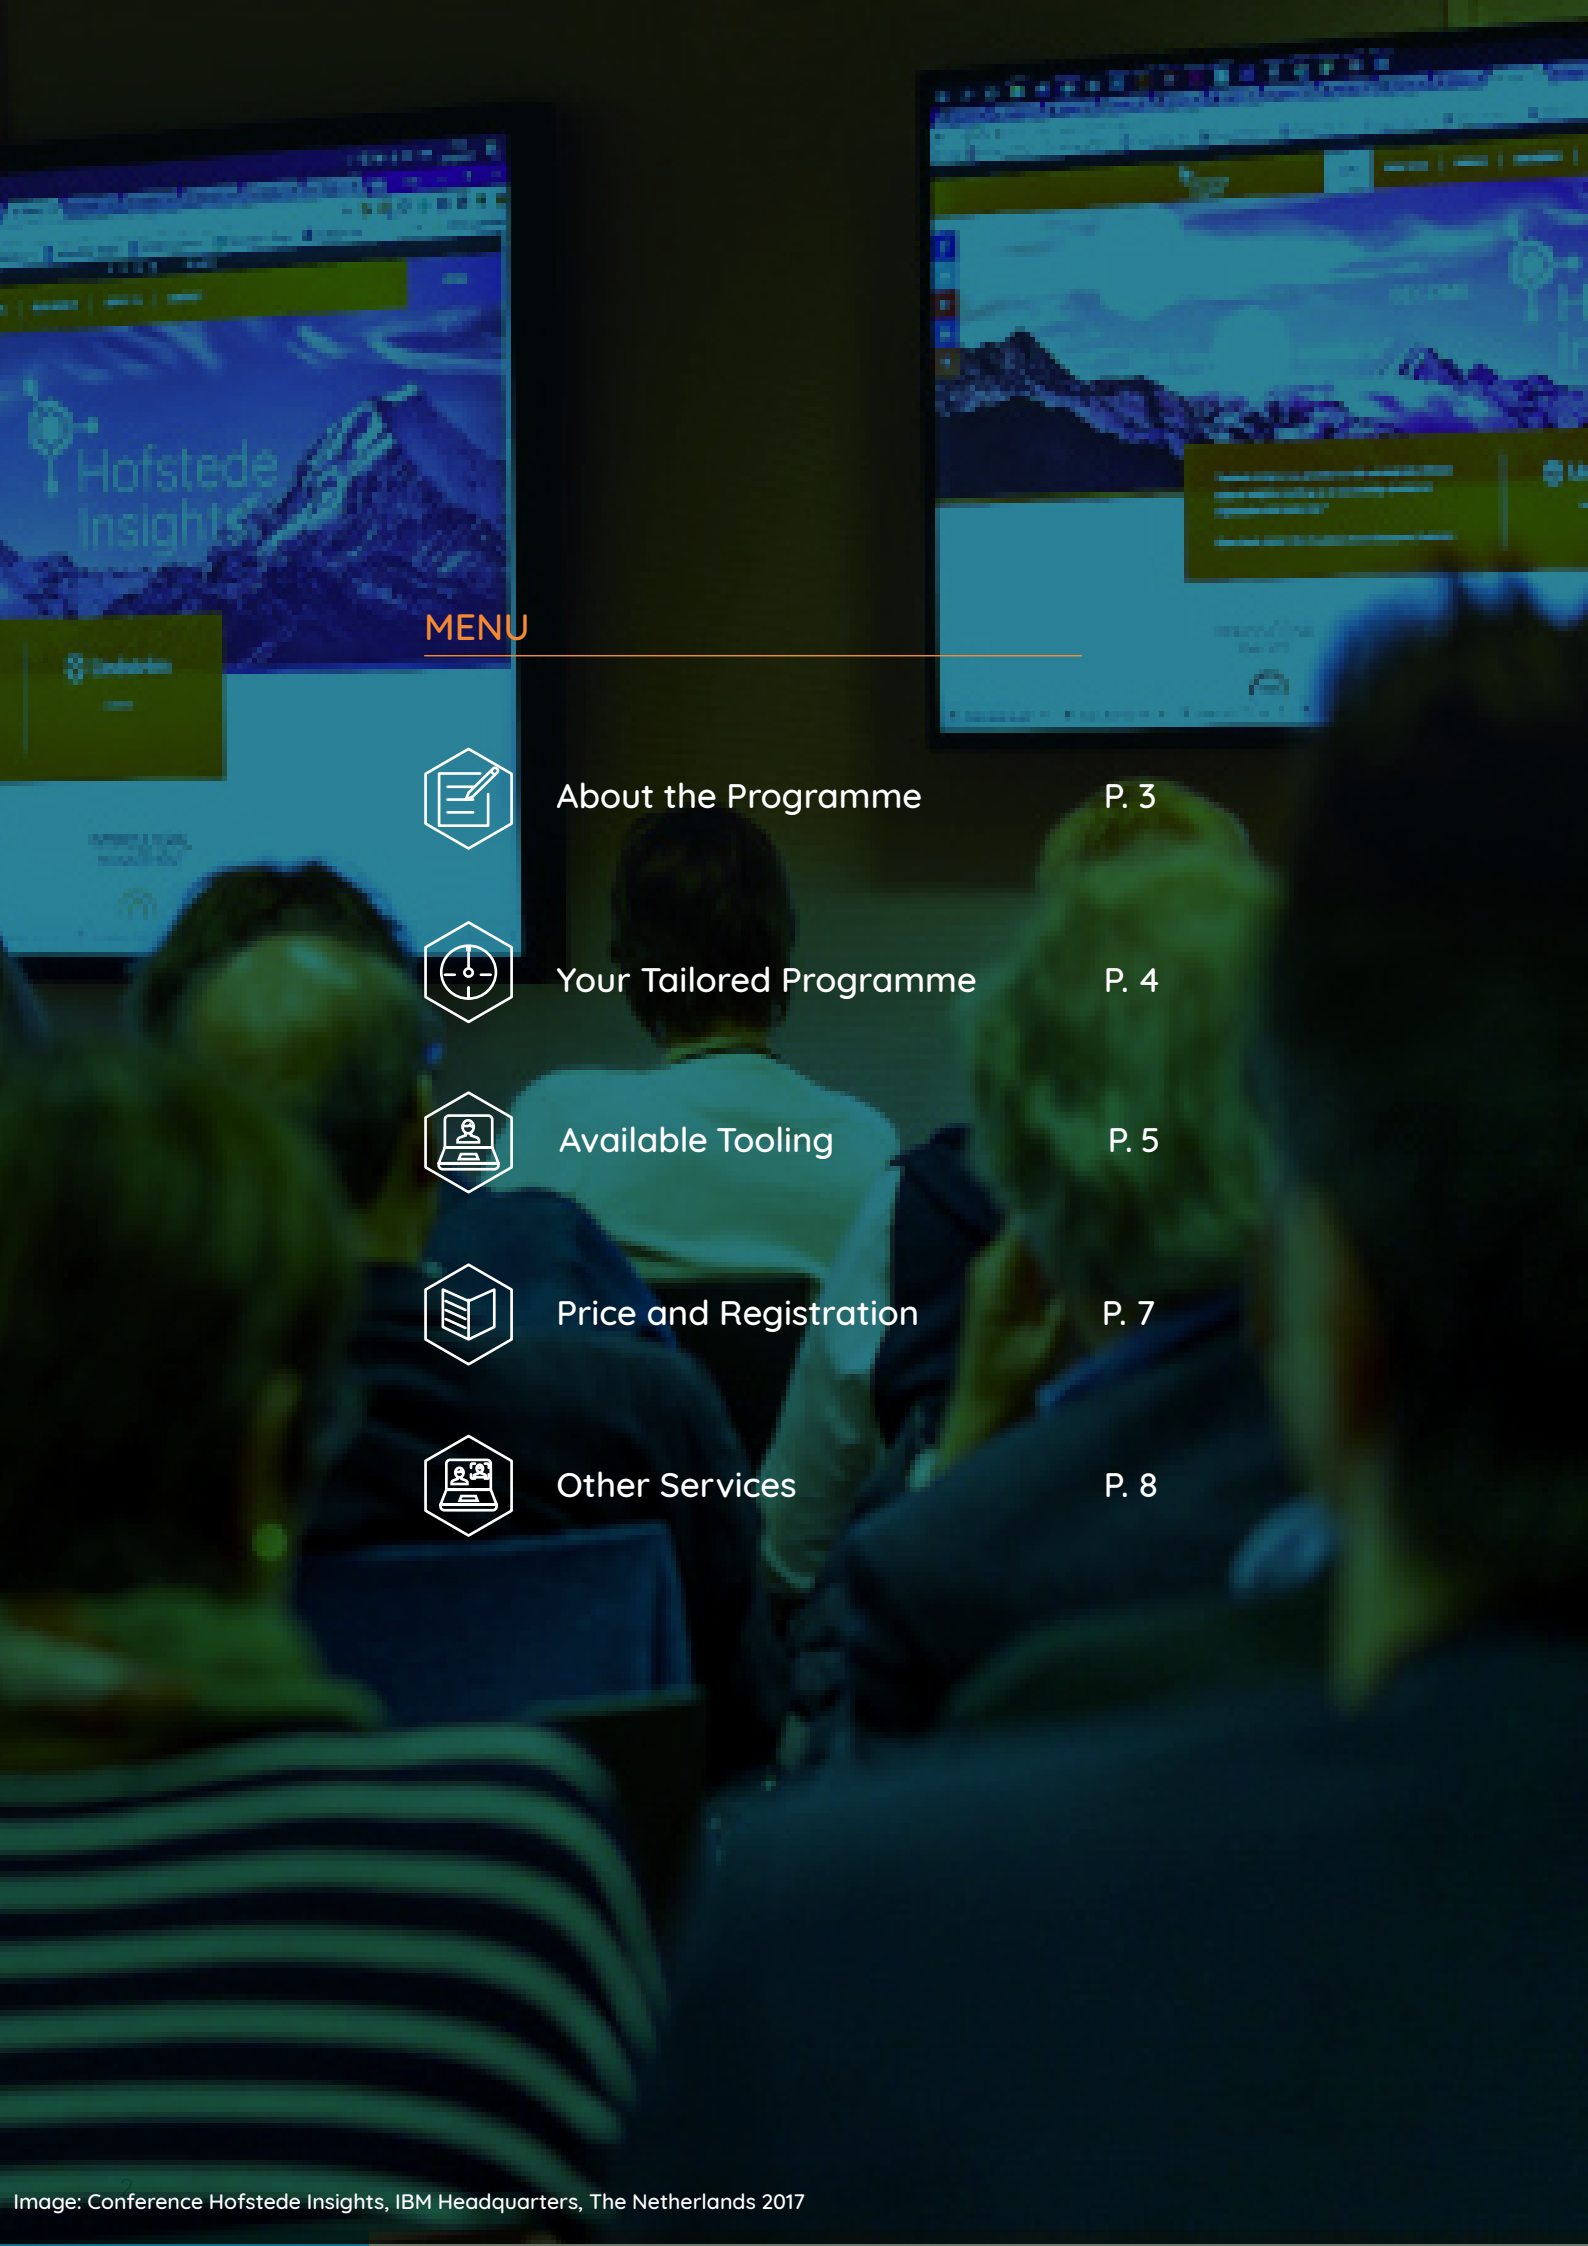 Hofstede
Insights
MENU
About the Programme P. 3
Your Tailored Programme P. 4
Available Tooling P. 5
Price and Registration P. 7
Other Services P. 8
2
Image: Conference Hofstede Insights, IBM Headquarters, The Netherlands 2017